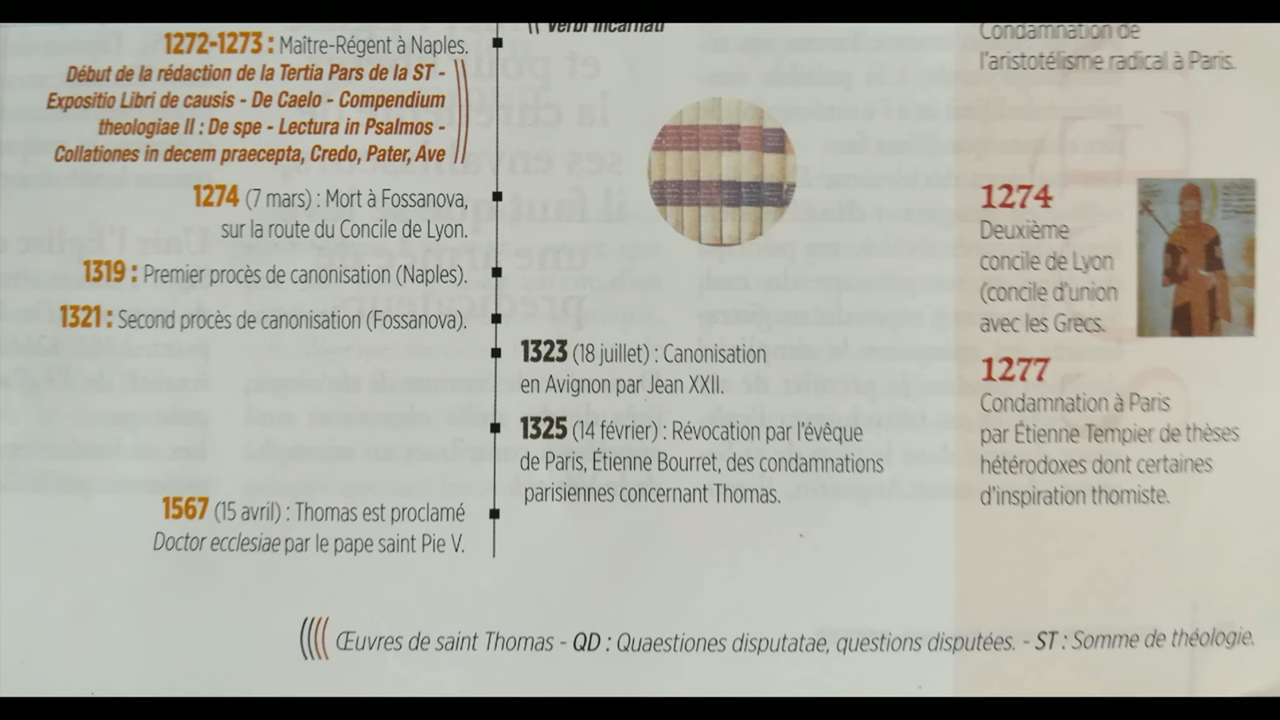 Verbi Incarnati
1272-1273 : Maître-Régent à Naples.
Début de la rédaction de la Tertia Pars de la ST -
Expositio Libri de causis - De Caelo - Compendium
theologiae II : De spe - Lectura in Psalmos -
Collationes in decem praecepta, Credo, Pater, Ave
1274 (7 mars) : Mort à Fossanova,
sur la route du Concile de Lyon.
1319 : Premier procès de canonisation (Naples).
1321 : Second procès de canonisation (Fossanova).
1323 (18 juillet) : Canonisation
en Avignon par Jean XXII.
1325 (14 février) : Révocation par l'évêque
de Paris, Étienne Bourret, des condamnations
parisiennes concernant Thomas.
1567 (15 avril) : Thomas est proclamé
Doctor ecclesiae par le pape saint Pie V.
Condamnation de
l'aristotélisme radical à Paris.
1274
Deuxième
concile de Lyon
(concile d'union
avec les Grecs.
1277
Condamnation à Paris
par Étienne Tempier de thèses
hétérodoxes dont certaines
d'inspiration thomiste.
Œuvres de saint Thomas - QD : Quaestiones disputatae, questions disputées. - ST : Somme de théologie.